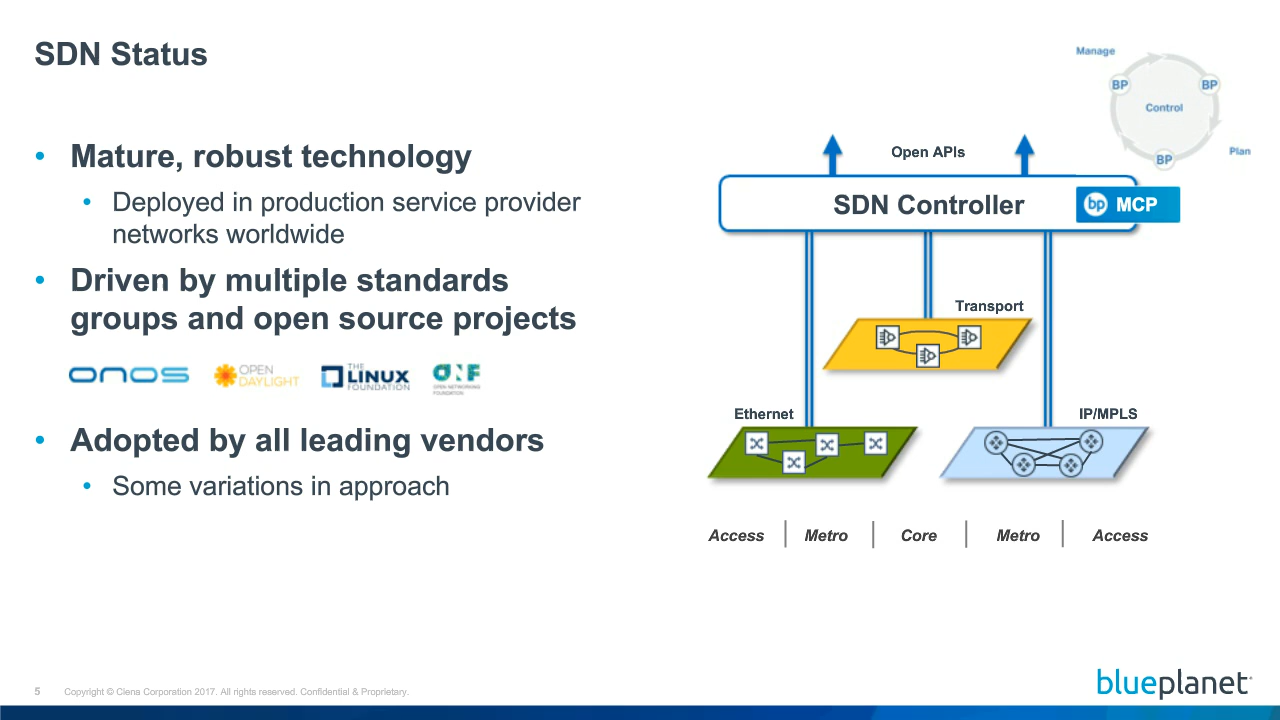 SDN Status
• Mature, robust technology
• Deployed in production service provider
networks worldwide
• Driven by multiple standards
groups and open source projects
ONOS
OPEN
DAYLIGHT
THE
LINUX
FOUNDATION
ONF
OPEN NETWORKING
FOUNDATION
• Adopted by all leading vendors
• Some variations in approach
Manage
BP
BP
Control
BP
Plan
Open APIs
SDN Controller
bp MCP
Transport
Ethernet
IP/MPLS
Access | Metro | Core | Metro | Access
5 Copyright © Ciena Corporation 2017. All rights reserved. Confidential & Proprietary.
blueplanet